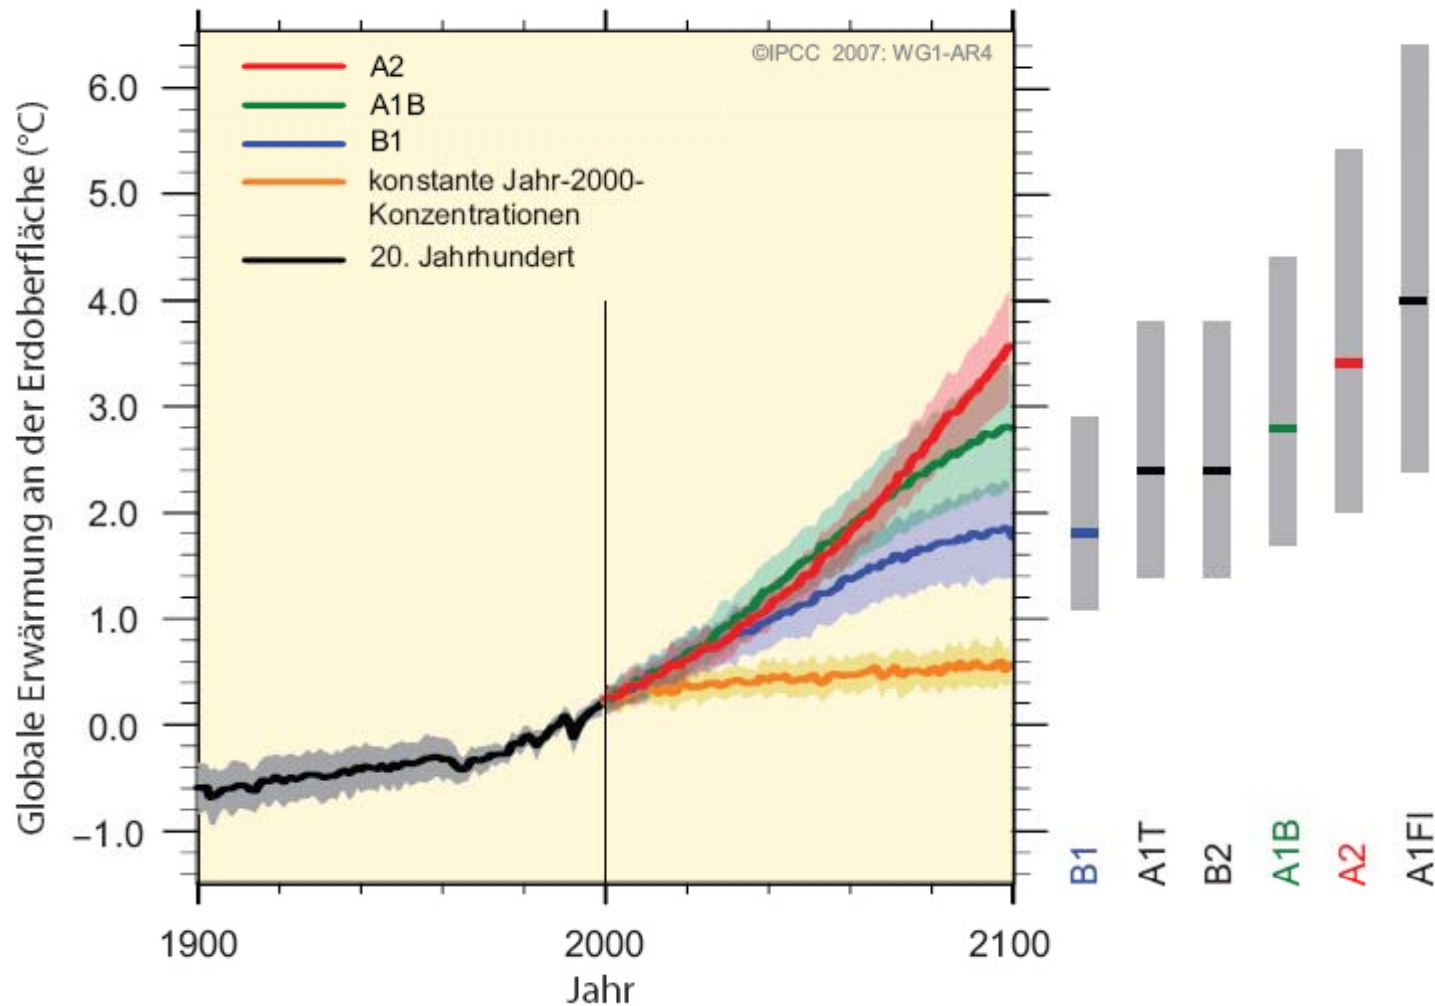 ©IPCC 2007: WG1-AR4
A2
A1B
B1
konstante Jahr-2000-
Konzentrationen
20. Jahrhundert
Globale Erwärmung an der Erdoberfläche (°C)
6.0
5.0
4.0
3.0
2.0
1.0
0.0
−1.0
1900
2000
2100
Jahr
B1
A1T
B2
A1B
A2
A1FI